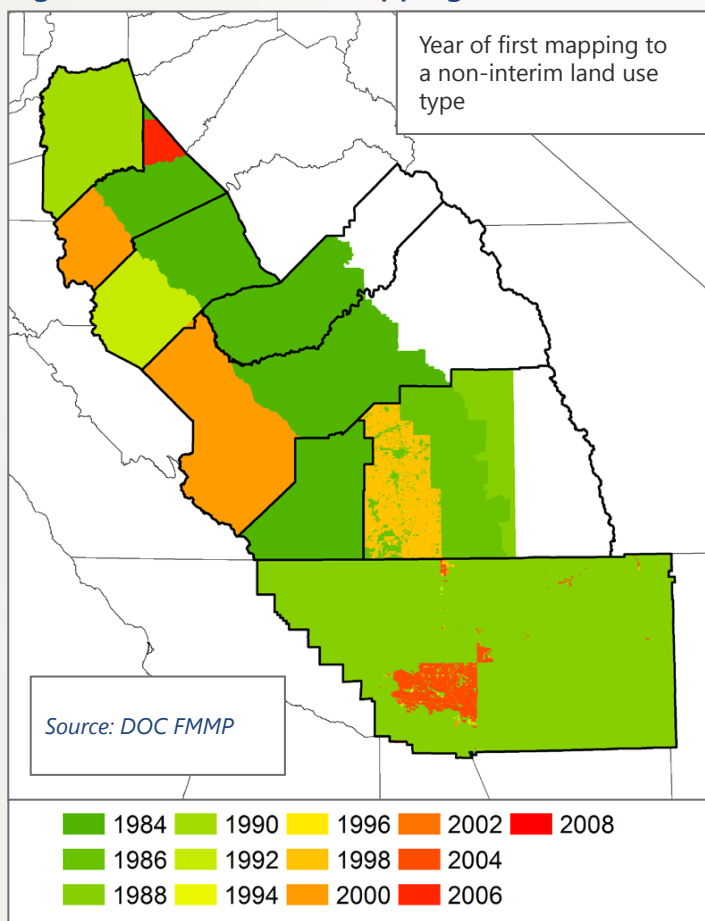 Year of first mapping to
a non-interim land use
type
Source: DOC FMMP
1984 1990 1996 2002 2008
1986 1992 1998 2004
1988 1994 2000 2006